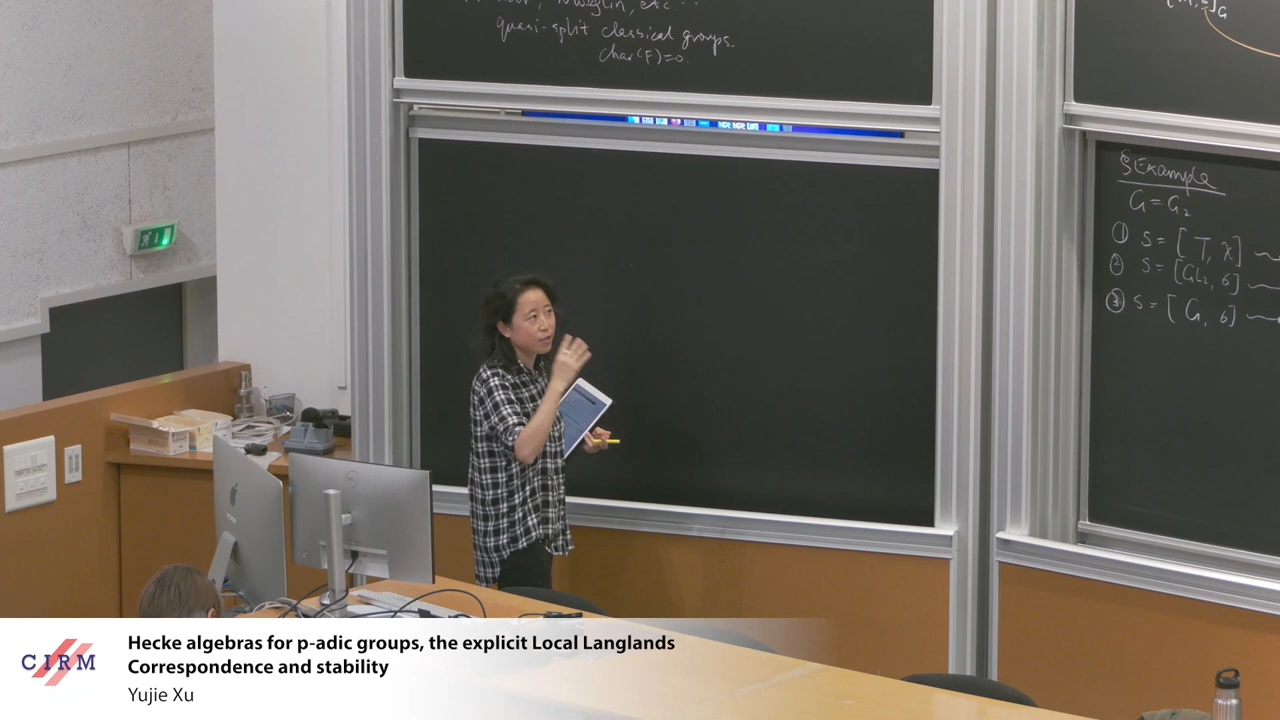 quasi-split classical groups.
char(F)=0.
§ Example
G = G₂
① S = [T, χ]
② S = [GL₂, σ]
③ S = [G, σ]
CIRM
Hecke algebras for p-adic groups, the explicit Local Langlands
Correspondence and stability
Yujie Xu